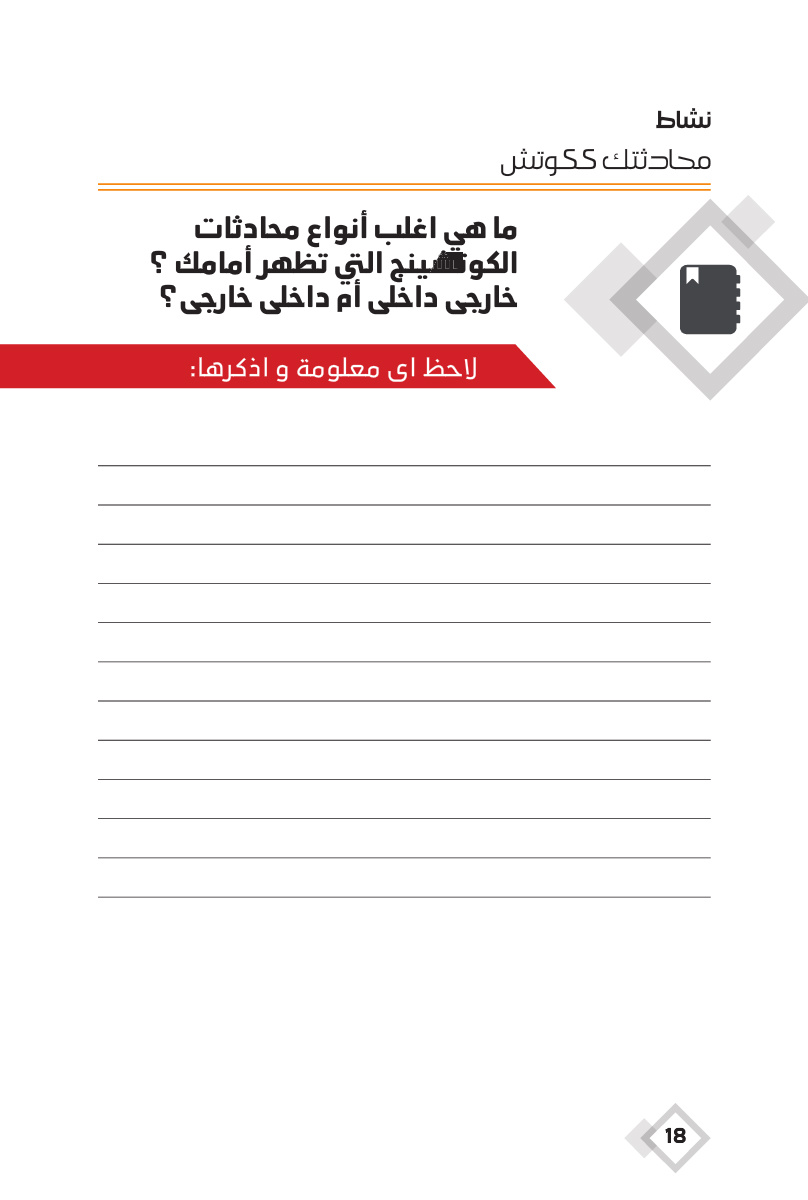 نشاط
محادثتك ككوتش
ما هي اغلب أنواع محادثات
الكوتشينج التي تظهر أمامك ؟
خارجى داخلى أم داخلى خارجى ؟
لاحظ اى معلومة و اذكرها:
18